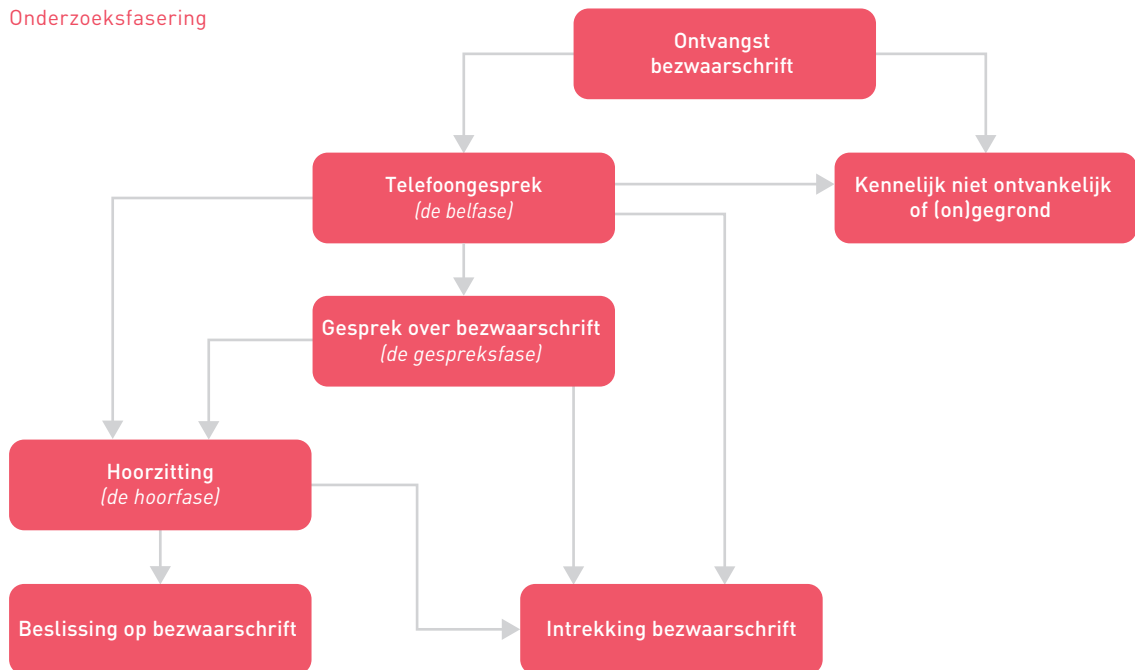 Onderzoeksfasering
Ontvangst
bezwaarschrift
Telefoongesprek
(de belfase)
Kennelijk niet ontvankelijk
of (on)gegrond
Gesprek over bezwaarschrift
(de gespreksfase)
Hoorzitting
(de hoorfase)
Beslissing op bezwaarschrift
Intrekking bezwaarschrift